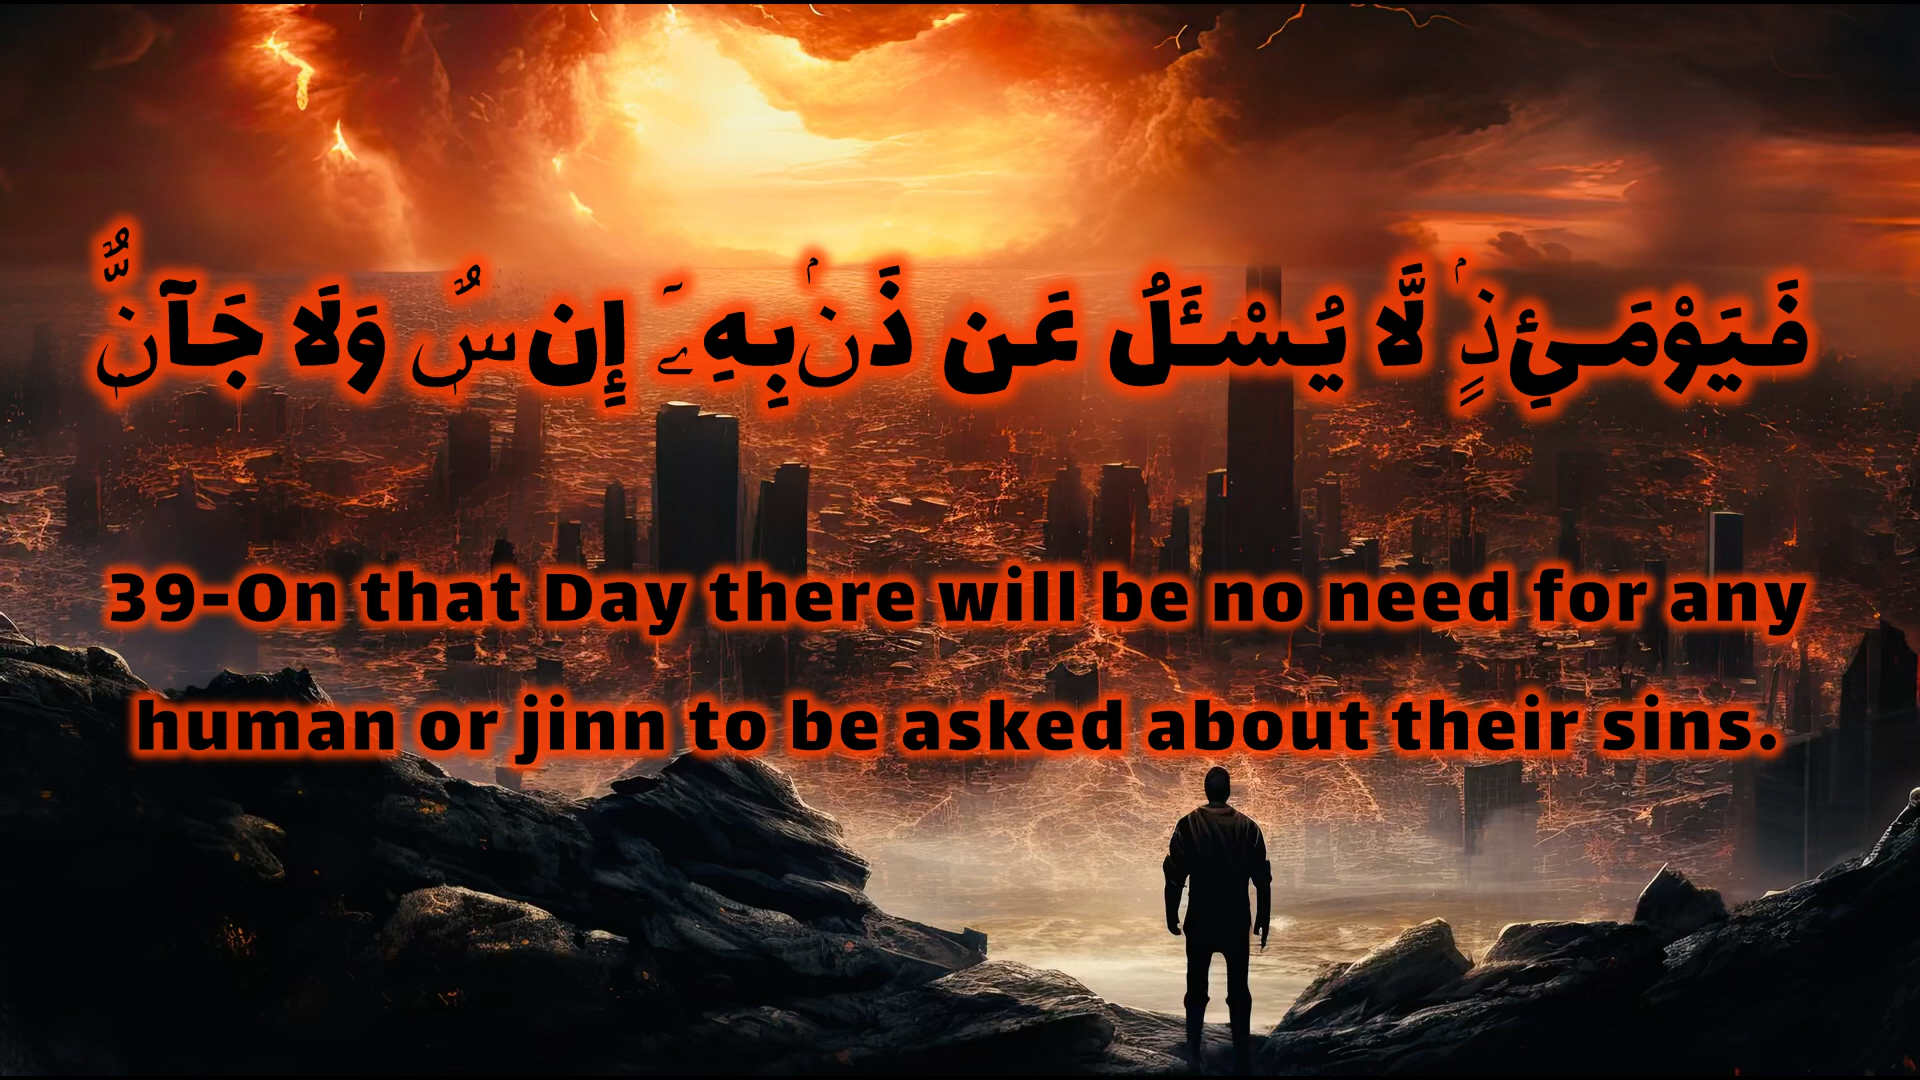 فَيَوْمَئِذٍۢ لَّا يُسْـَٔلُ عَن ذَنۢبِهِۦٓ إِنسٌۭ وَلَا جَآنٌّۭ
39-On that Day there will be no need for any
human or jinn to be asked about their sins.